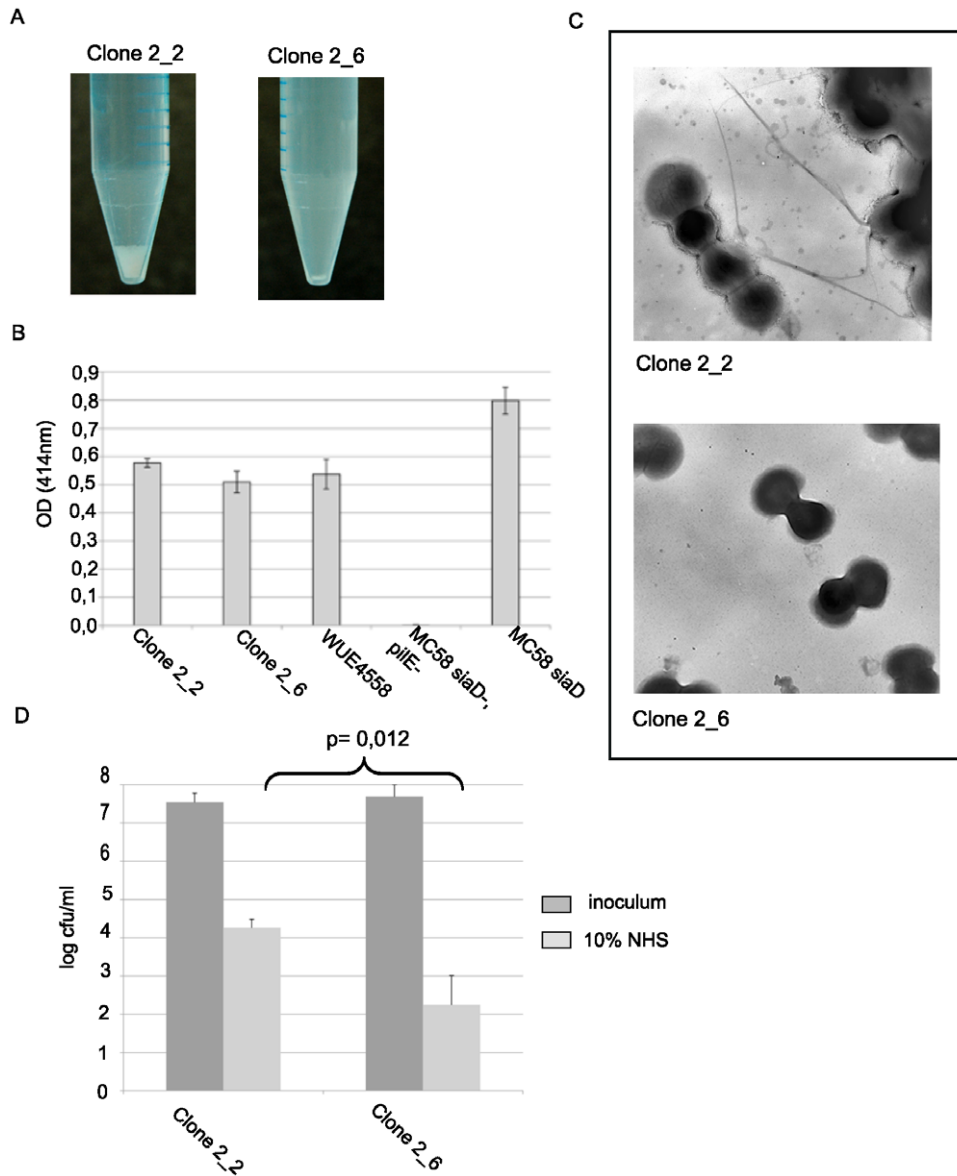 A
Clone 2_2
Clone 2_6
B
OD (414nm)
0,9
0,8
0,7
0,6
0,5
0,4
0,3
0,2
0,1
0,0
Clone 2_2
Clone 2_6
WUE4558
pilE-
MC58 siaD-,
MC58 siaD
C
Clone 2_2
Clone 2_6
D
p= 0,012
log cfu/ml
8
7
6
5
4
3
2
1
0
Clone 2_2
Clone 2_6
inoculum
10% NHS